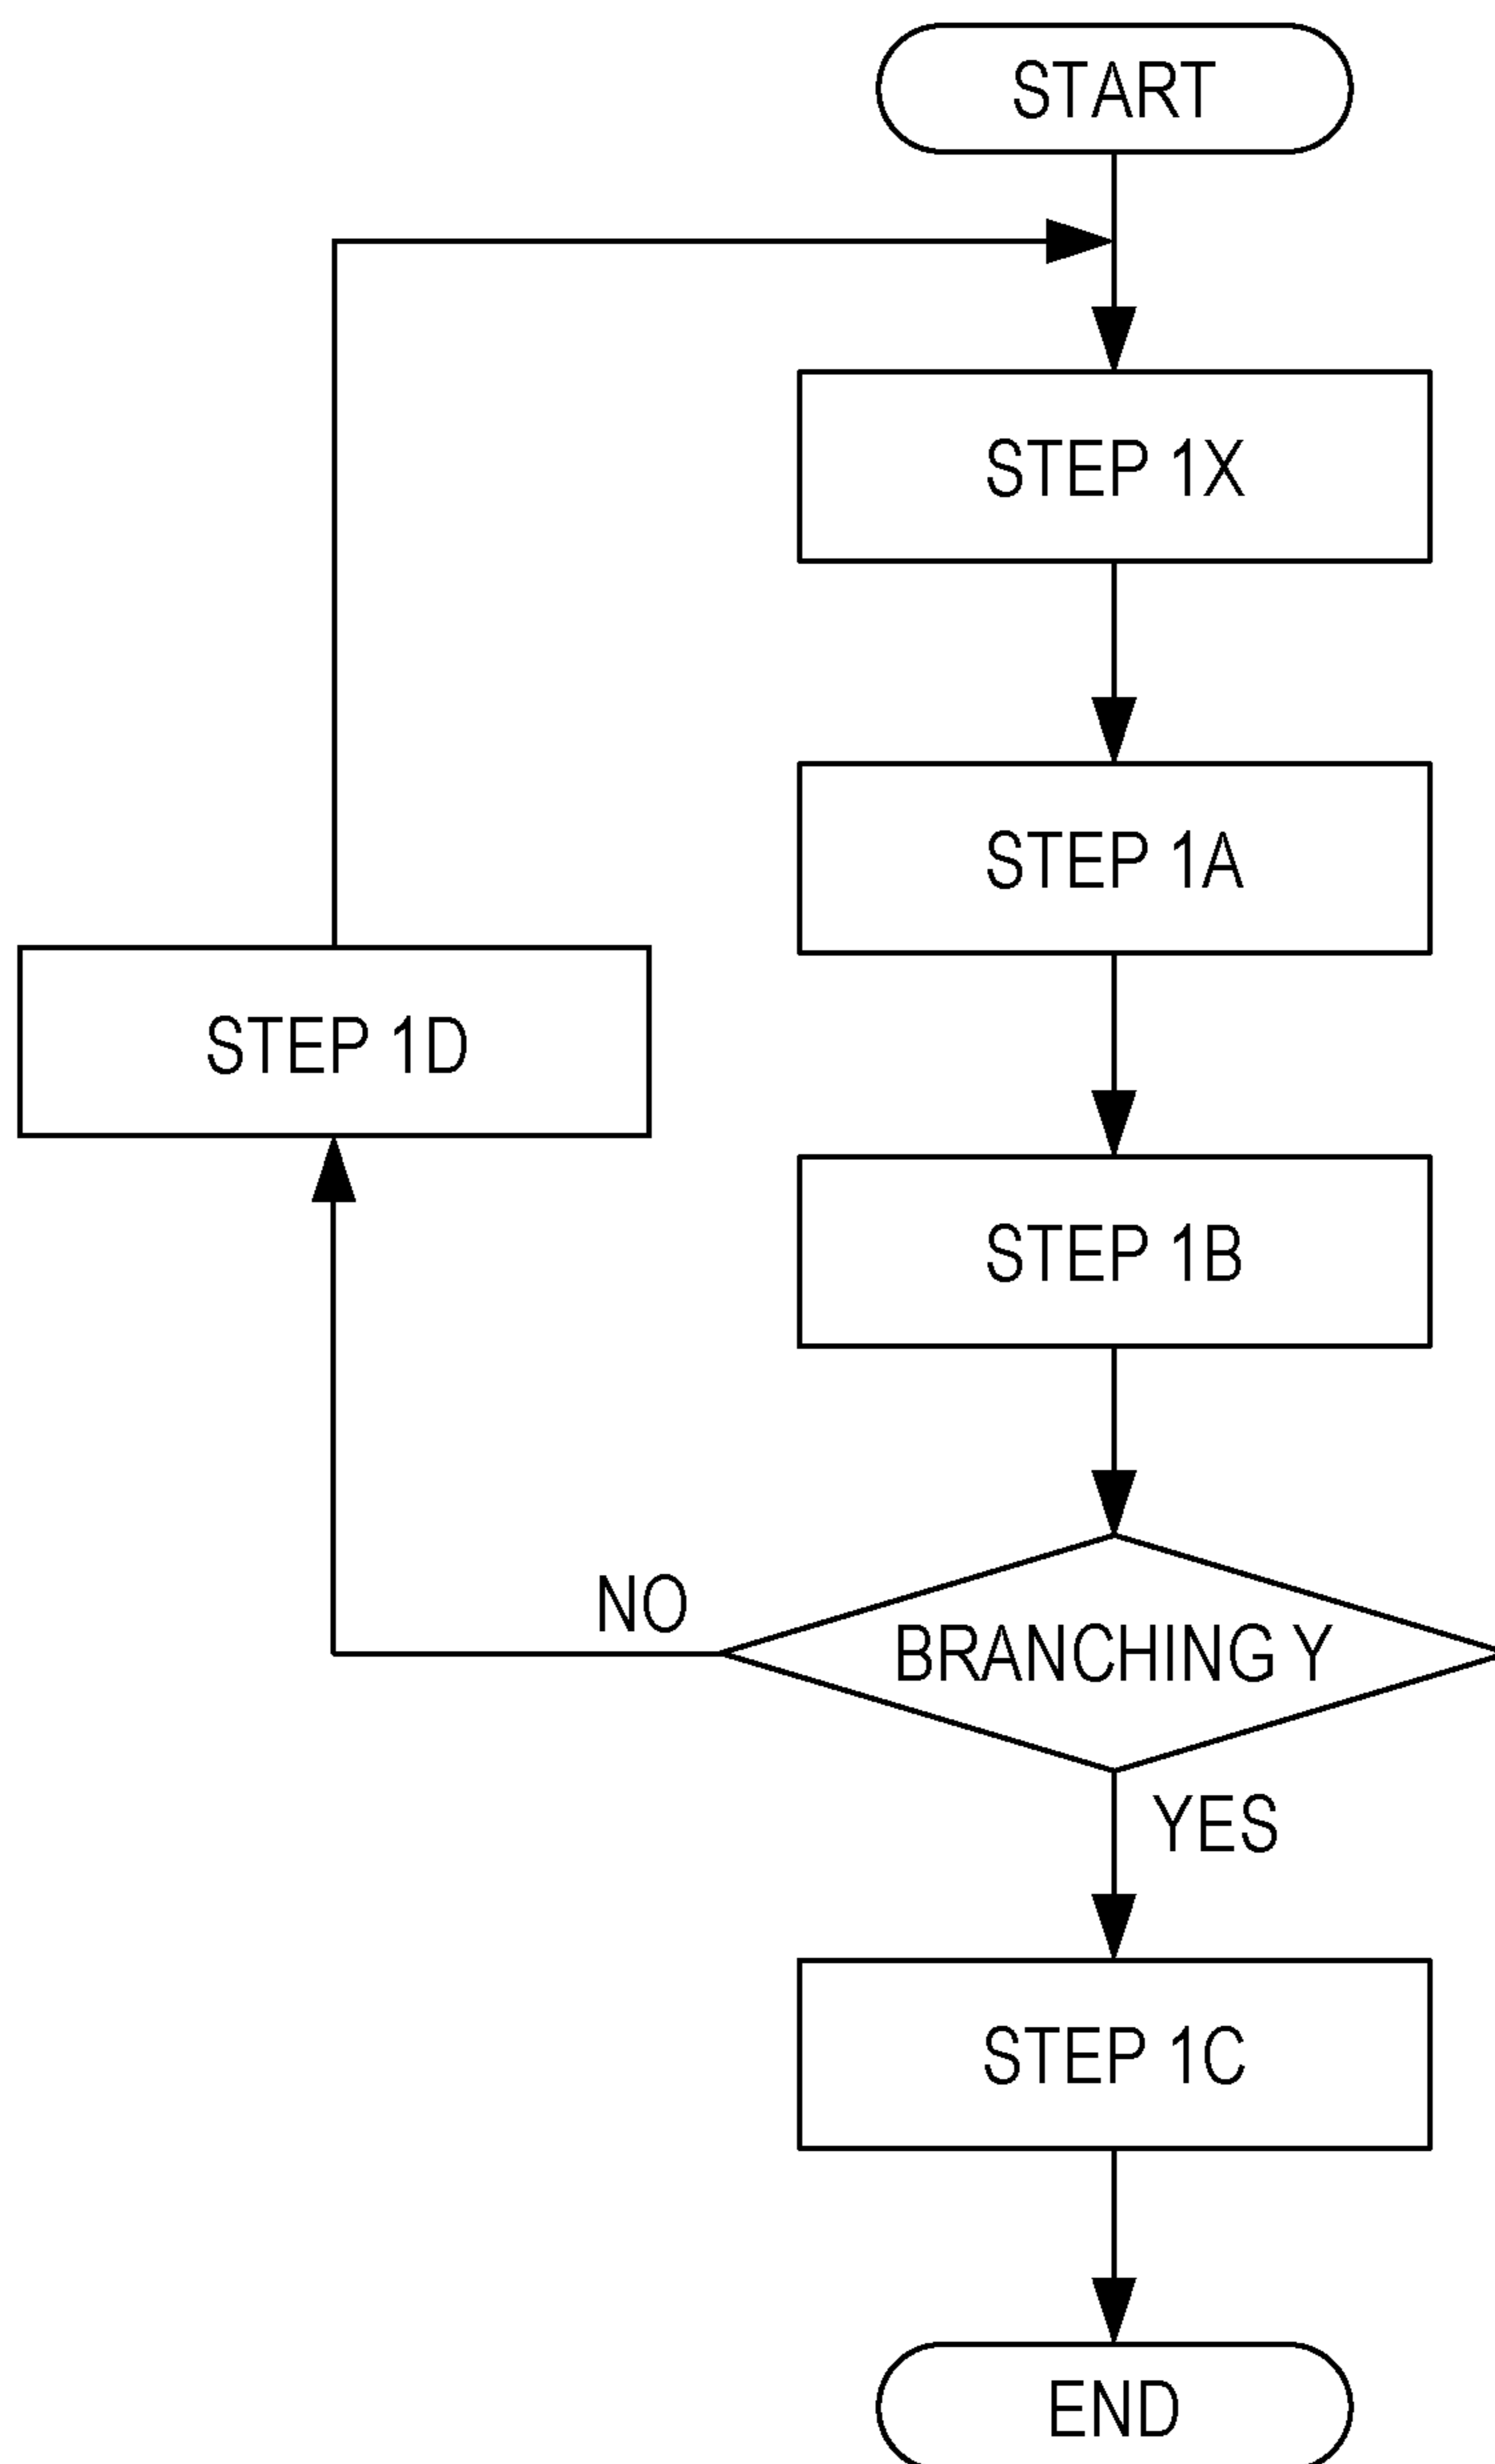 START
STEP 1X
STEP 1A
STEP 1D
STEP 1B
NO
BRANCHING Y
YES
STEP 1C
END